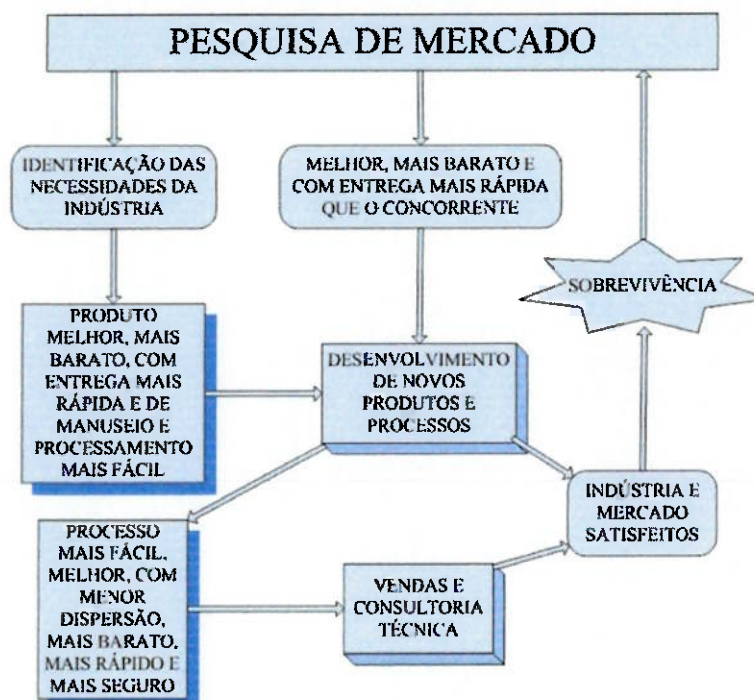 PESQUISA DE MERCADO
IDENTIFICAÇÃO DAS
NECESSIDADES DA
INDÚSTRIA
MELHOR, MAIS BARATO E
COM ENTREGA MAIS RÁPIDA
QUE O CONCORRENTE
SOBREVIVÊNCIA
PRODUTO
MELHOR, MAIS
BARATO, COM
ENTREGA MAIS
RÁPIDA E DE
MANUSEIO E
PROCESSAMENTO
MAIS FÁCIL
DESENVOLVIMENTO
DE NOVOS
PRODUTOS E
PROCESSOS
INDÚSTRIA E
MERCADO
SATISFEITOS
PROCESSO
MAIS FÁCIL,
MELHOR, COM
MENOR
DISPERSÃO,
MAIS BARATO,
MAIS RÁPIDO E
MAIS SEGURO
VENDAS E
CONSULTORIA
TÉCNICA